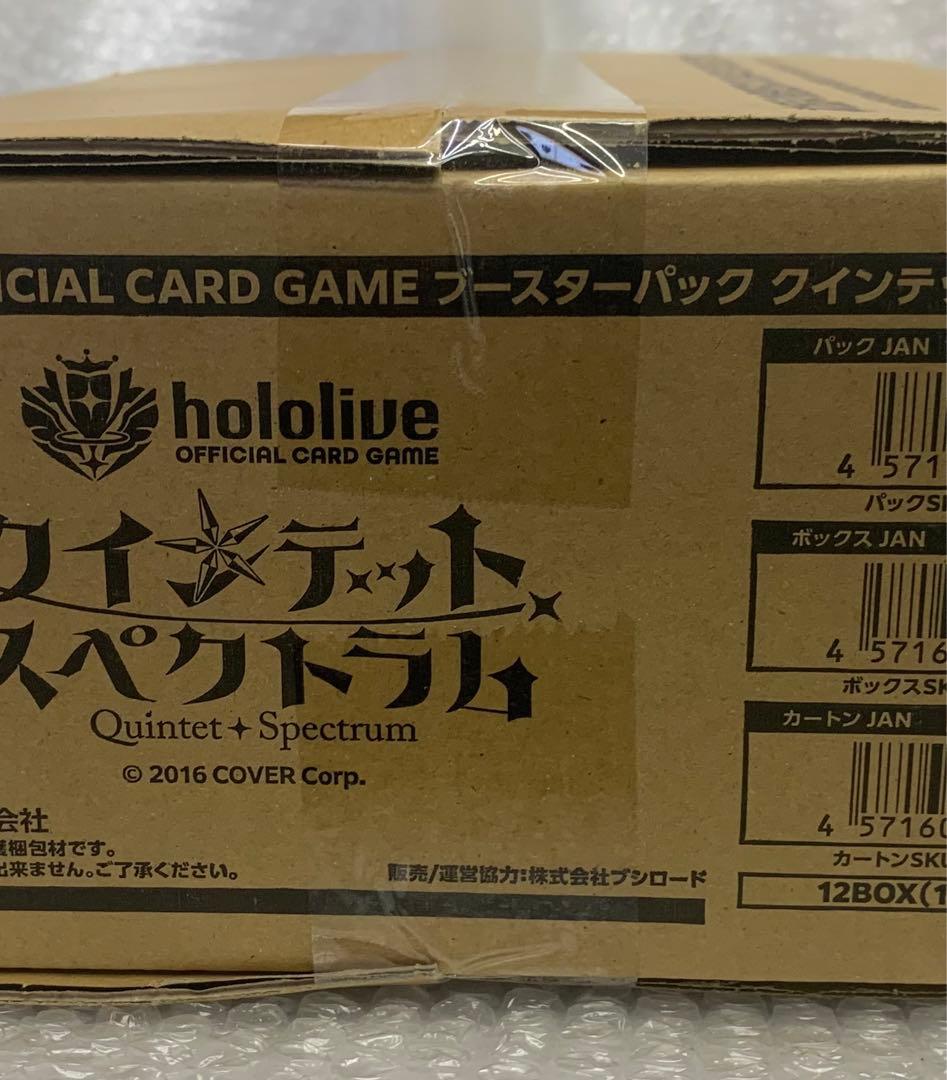 ICIAL CARD GAME ブースターパック クインテ
hololive
OFFICIAL CARD GAME
クインテット
スペクトラム
Quintet Spectrum
© 2016 COVER Corp.
会社
護梱包材です。
出来ません。ご了承ください。
販売/運営協力:株式会社ブシロード
パック JAN
4 571
パックS
ボックス JAN
4 5716
ボックスSK
カートン JAN
4 57160
カートンSKU
12BOX(1